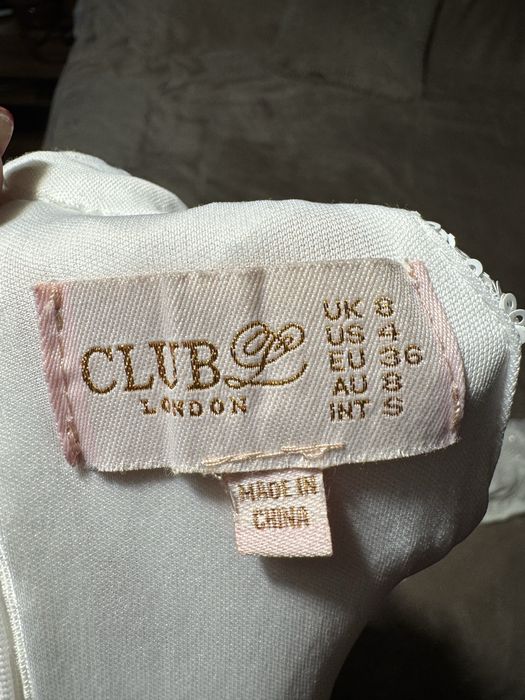 CLUB L
LONDON
UK 8
US 4
EU 36
AU 8
INT S
MADE IN
CHINA